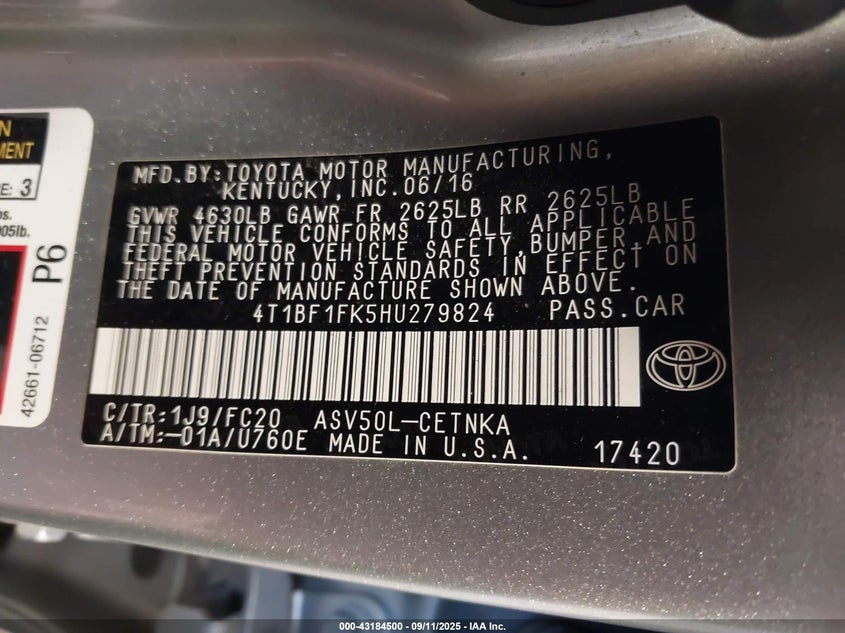 N
MENT
E: 3
s.
005lb.
P6
42661-06712
MFD.BY:TOYOTA MOTOR MANUFACTURING,
KENTUCKY, INC.06/16
GVWR 4630LB GAWR FR 2625LB RR 2625LB
THIS VEHICLE CONFORMS TO ALL APPLICABLE
FEDERAL MOTOR VEHICLE SAFETY,BUMPER,AND
THEFT PREVENTION STANDARDS IN EFFECT ON
THE DATE OF MANUFACTURE SHOWN ABOVE.
4T1BF1FK5HU279824 PASS.CAR
C/TR:1J9/FC20 ASV50L-CETNKA
A/TM:-01A/U760E MADE IN U.S.A. 17420
000-43184500 - 09/11/2025 - IAA Inc.